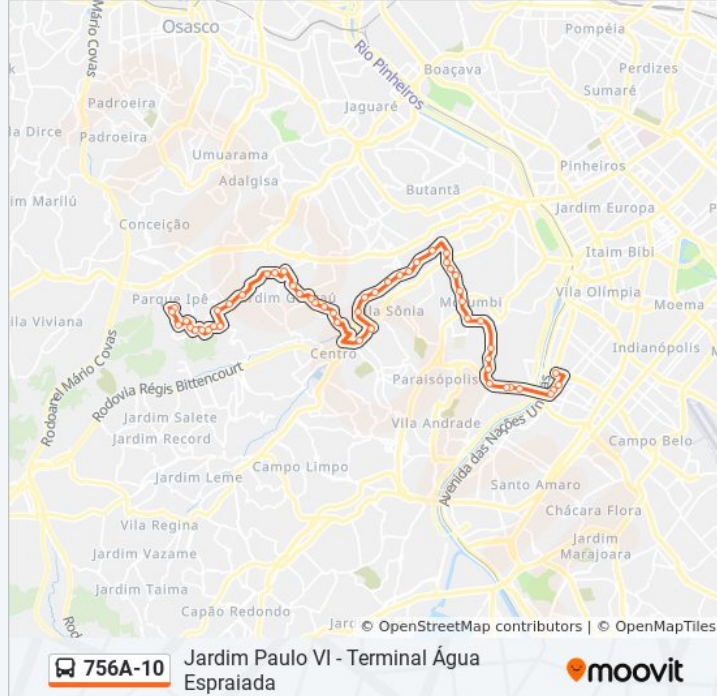 Mário Covas
Osasco
Pompéia
Rio Pinheiros
Boaçava
Perdizes
Sumaré
Padroeira
Jaguaré
la Dirce
Padroeira
Umuarama
Pinheiros
Adalgisa
Butantã
im Marilú
Jardim Europa
Conceição
Itaim Bibi
Parque Ipê
Vila Olímpia
ila Viviana
Moema
Indianópolis
Centro
Rodoanel Mário Covas
Rodovia Régis Bittencourt
Paraisópolis
Jardim Salete
Vila Andrade
Avenida das Nações Unidas
Jardim Record
Campo Belo
Jardim Leme
Campo Limpo
Santo Amaro
Chácara Flora
Vila Regina
Jardim
Marajoara
Jardim Vazame
Jardim Taima
Capão Redondo
© OpenStreetMap contributors | © OpenMapTiles
756A-10
Jardim Paulo VI - Terminal Água
Espraiada
moovit